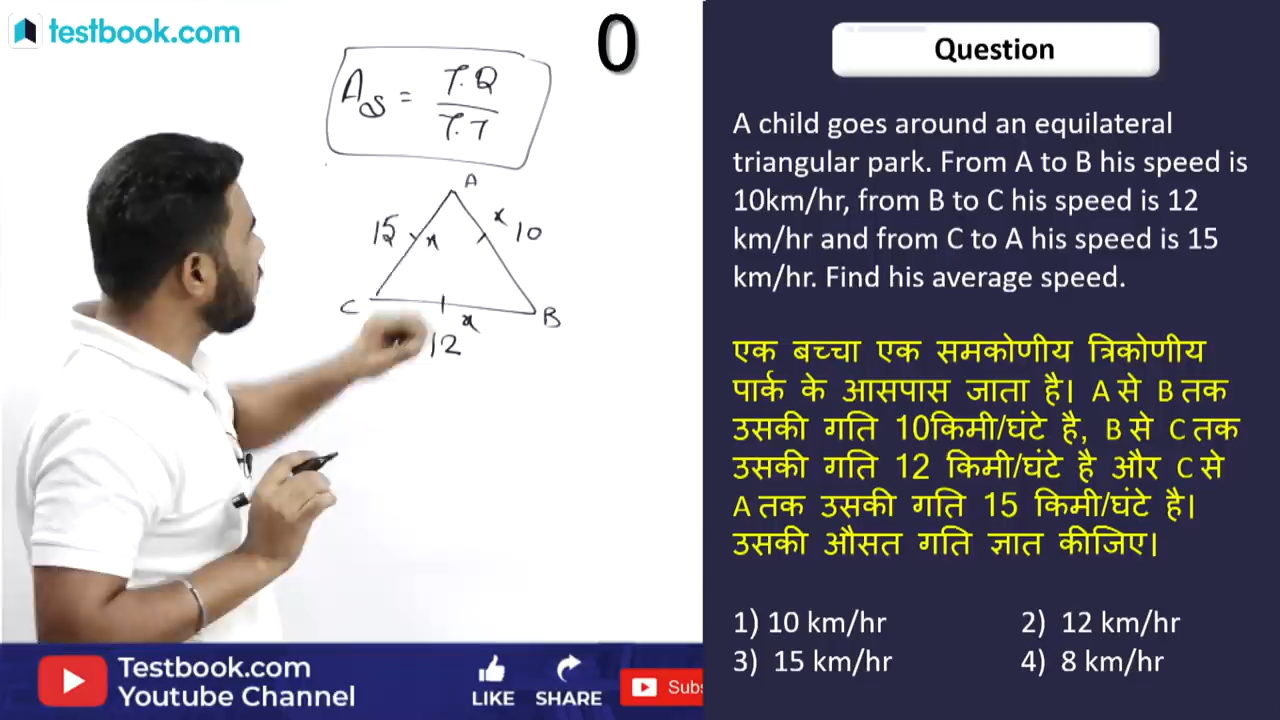 testbook.com
0
As = T.D
T.T
A
15 x x 10
C B
x
12
Question
A child goes around an equilateral
triangular park. From A to B his speed is
10km/hr, from B to C his speed is 12
km/hr and from C to A his speed is 15
km/hr. Find his average speed.
एक बच्चा एक समकोणीय त्रिकोणीय
पार्क के आसपास जाता है। A से B तक
उसकी गति 10किमी/घंटे है, B से C तक
उसकी गति 12 किमी/घंटे है और C से
A तक उसकी गति 15 किमी/घंटे है।
उसकी औसत गति ज्ञात कीजिए।
1) 10 km/hr 2) 12 km/hr
3) 15 km/hr 4) 8 km/hr
Testbook.com
Youtube Channel
LIKE SHARE Subs